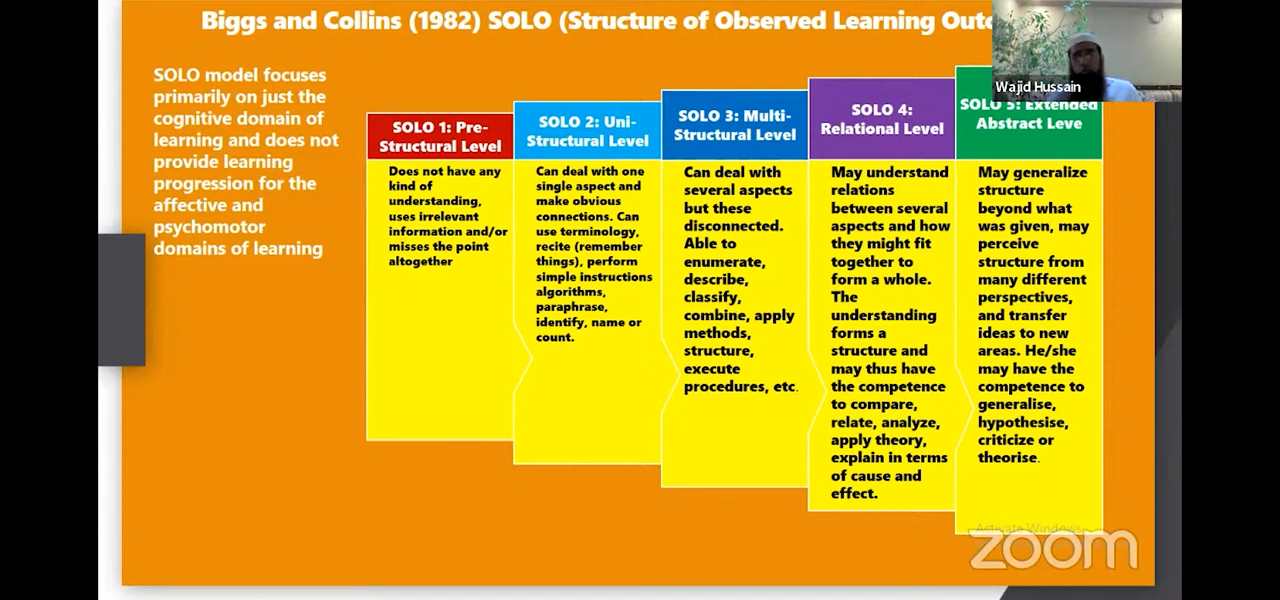 Biggs and Collins (1982) SOLO (Structure of Observed Learning
Wajid Hussain
SOLO model focuses
primarily on just the
cognitive domain of
learning and does not
provide learning
progression for the
affective and
psychomotor
domains of learning
SOLO 1: Pre-
Structural Level
Does not have any
kind of
understanding,
uses irrelevant
information and/or
misses the point
altogether
SOLO 2: Uni-
Structural Level
Can deal with one
single aspect and
make obvious
connections. Can
use terminology,
recite (remember
things), perform
simple instructions
algorithms,
paraphrase,
identify, name or
count.
SOLO 3: Multi-
Structural Level
Can deal with
several aspects
but these
disconnected.
Able to
enumerate,
describe,
classify,
combine, apply
methods,
structure,
execute
procedures, etc.
SOLO 4:
Relational Level
May understand
relations
between several
aspects and how
they might fit
together to
form a whole.
The
understanding
forms a
structure and
may thus have
the competence
to compare,
relate, analyze,
apply theory,
explain in terms
of cause and
effect.
SOLO 5: Extended
Abstract Leve
May generalize
structure
beyond what
was given, may
perceive
structure from
many different
perspectives,
and transfer
ideas to new
areas. He/she
may have the
competence to
generalise,
hypothesise,
criticize or
theorise.
Activate Windows
zoom